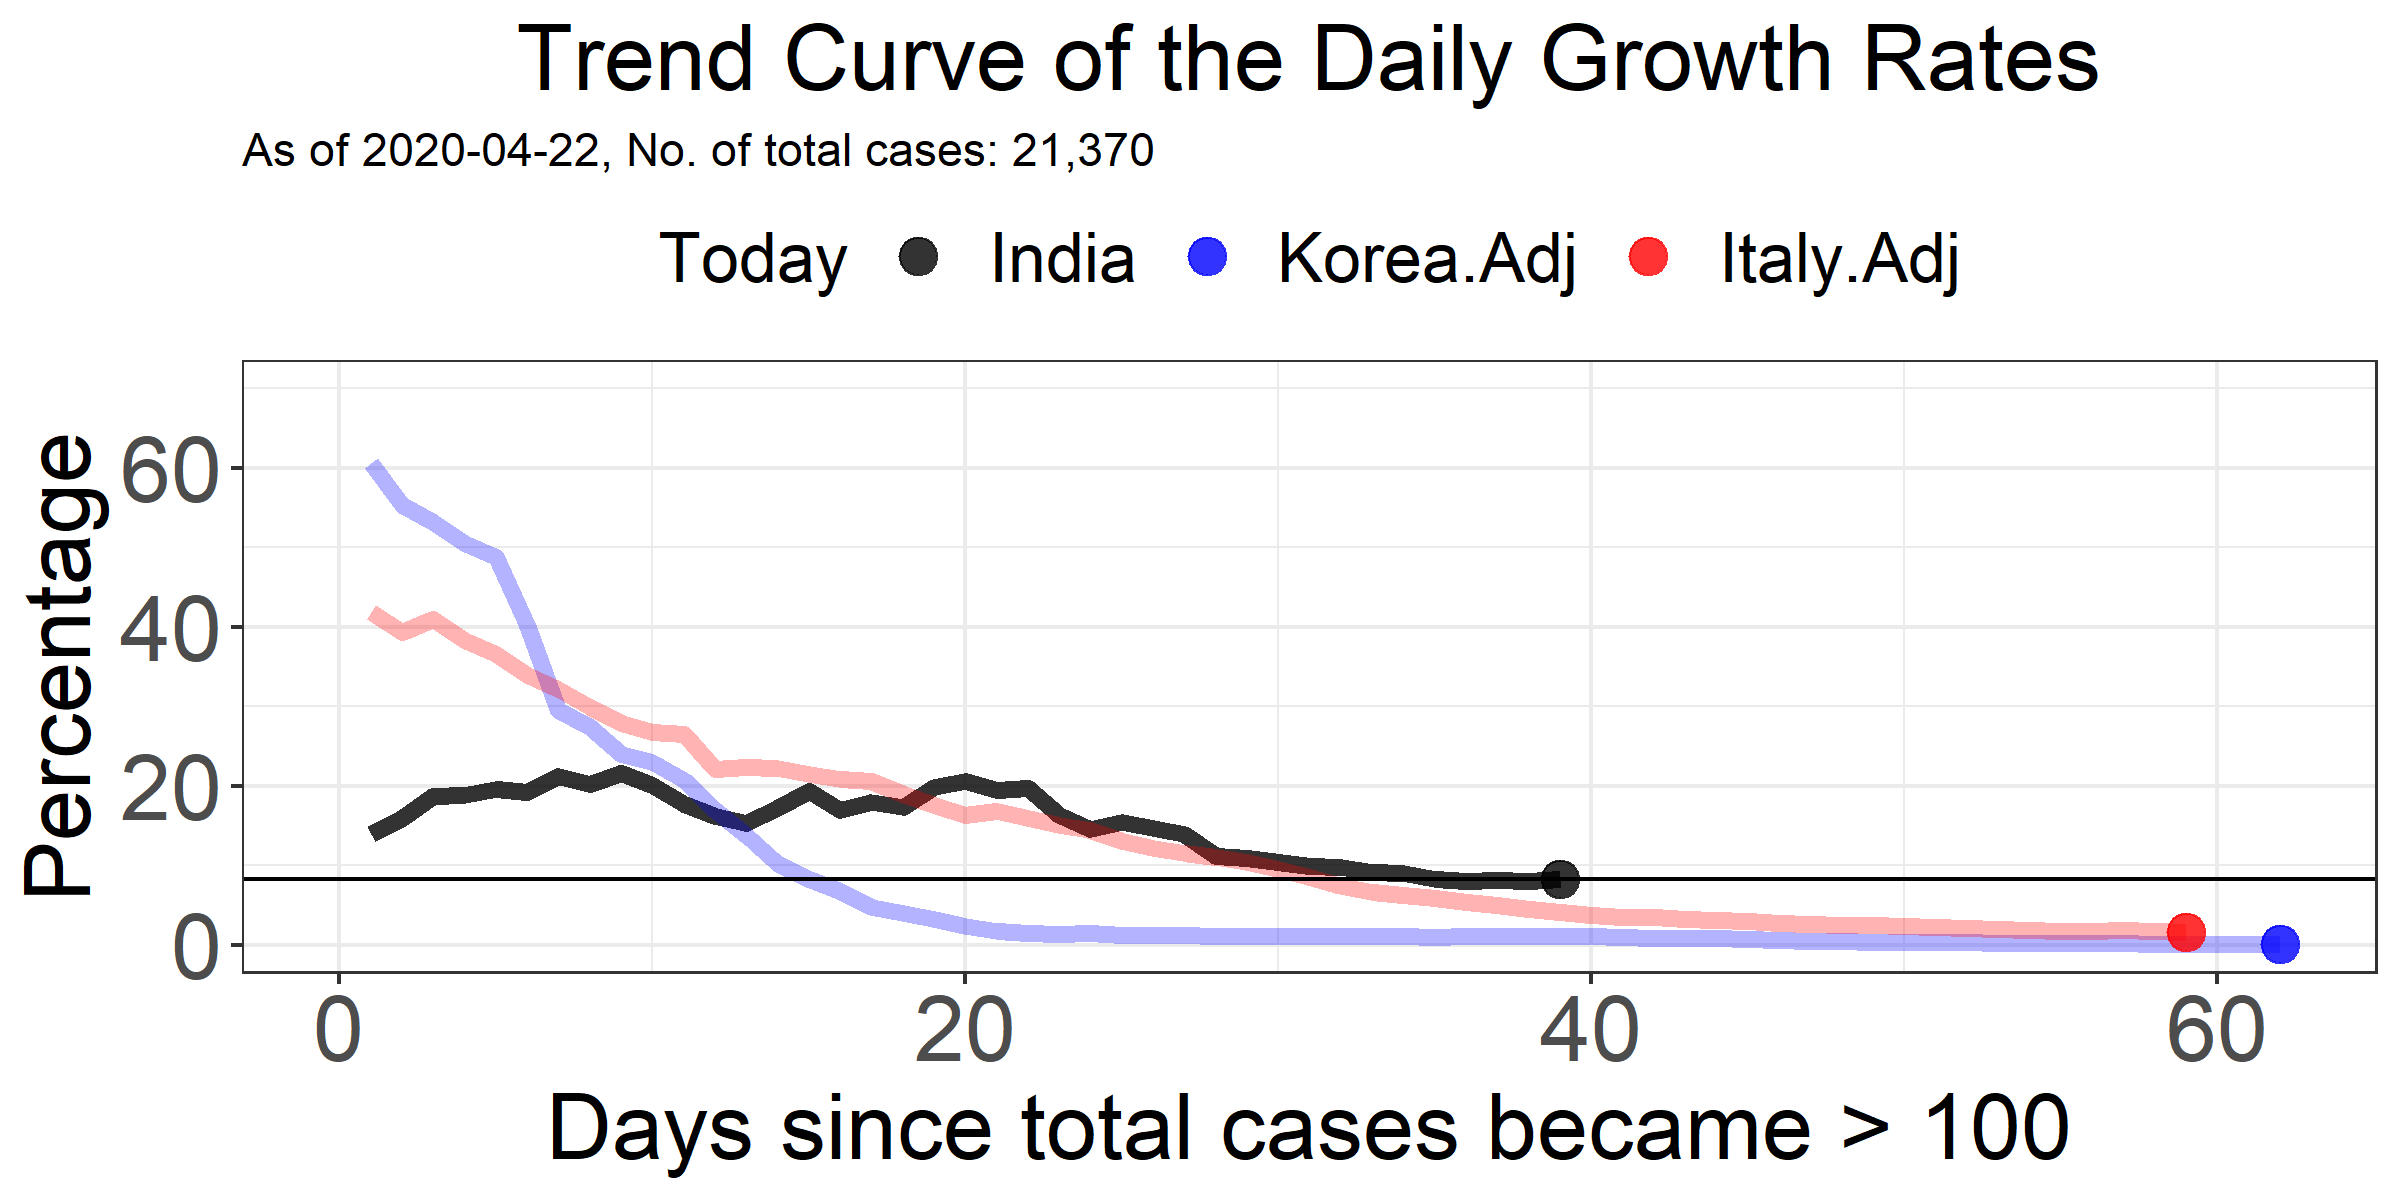 Trend Curve of the Daily Growth Rates
As of 2020-04-22, No. of total cases: 21,370
Today India Korea.Adj Italy.Adj
Percentage
60
40
20
0
0 20 40 60
Days since total cases became > 100